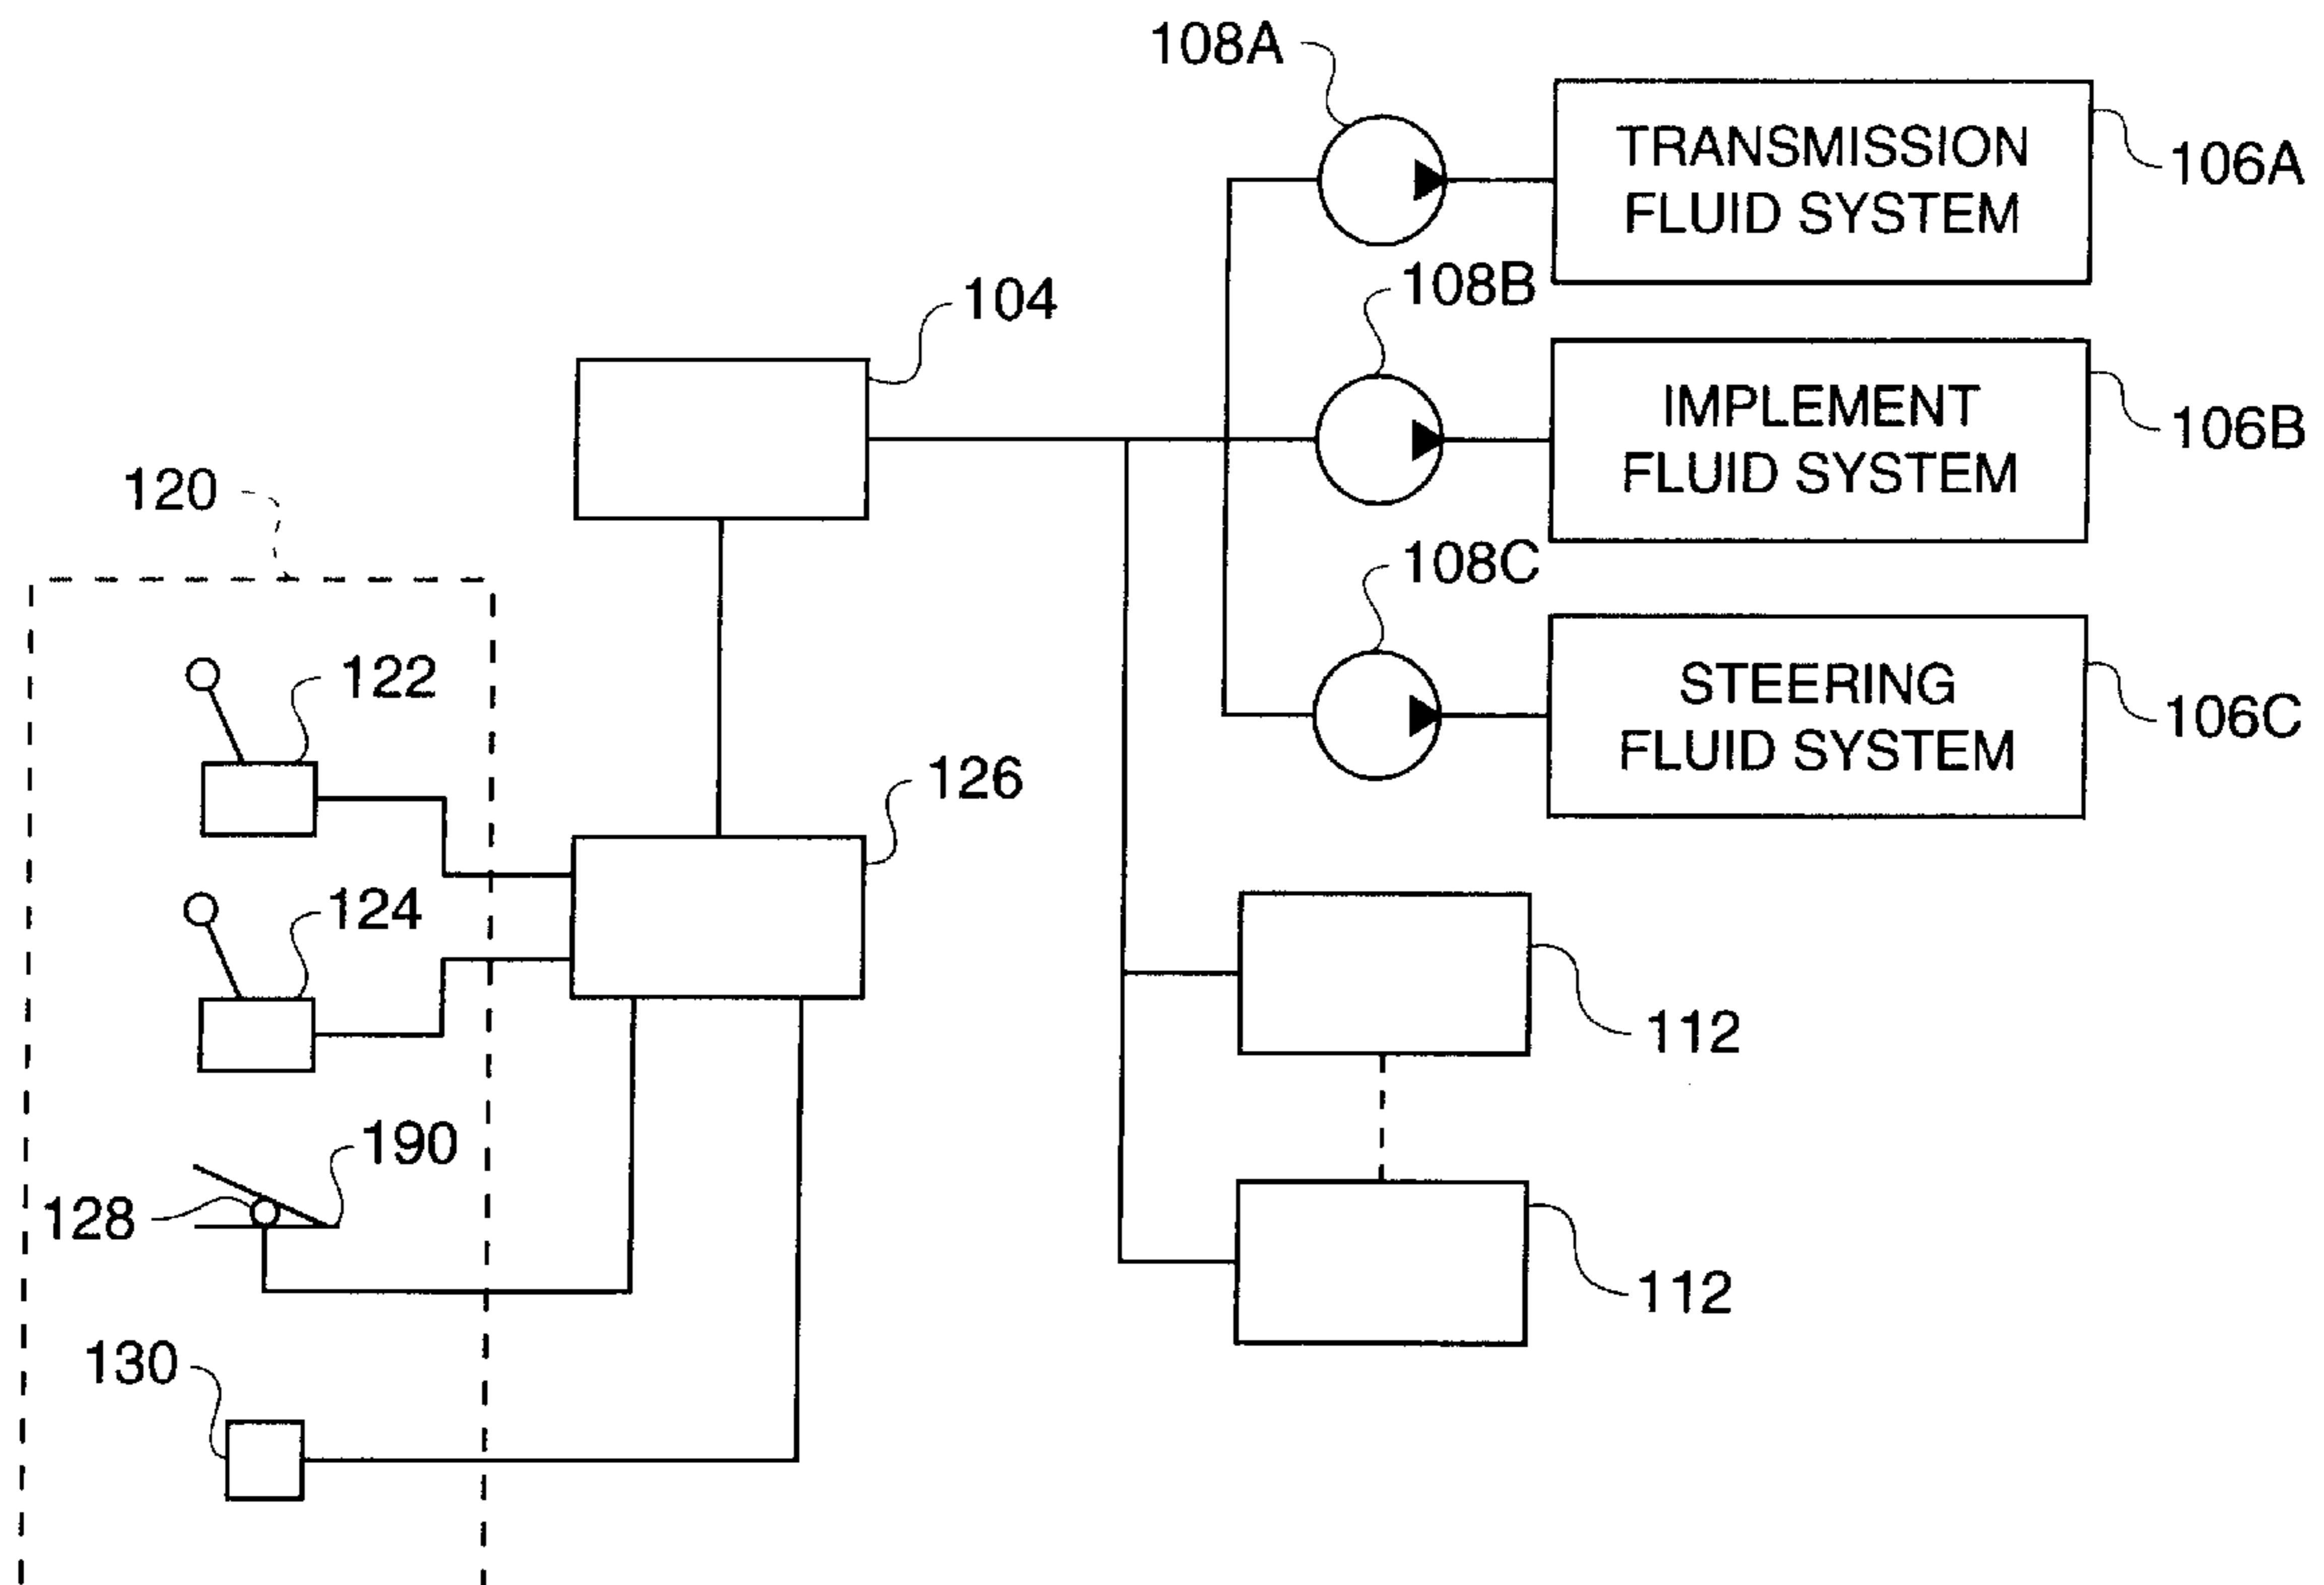 108A
TRANSMISSION
FLUID SYSTEM
106A
104
108B
IMPLEMENT
FLUID SYSTEM
106B
120
108C
STEERING
FLUID SYSTEM
106C
122
126
124
112
190
128
112
130